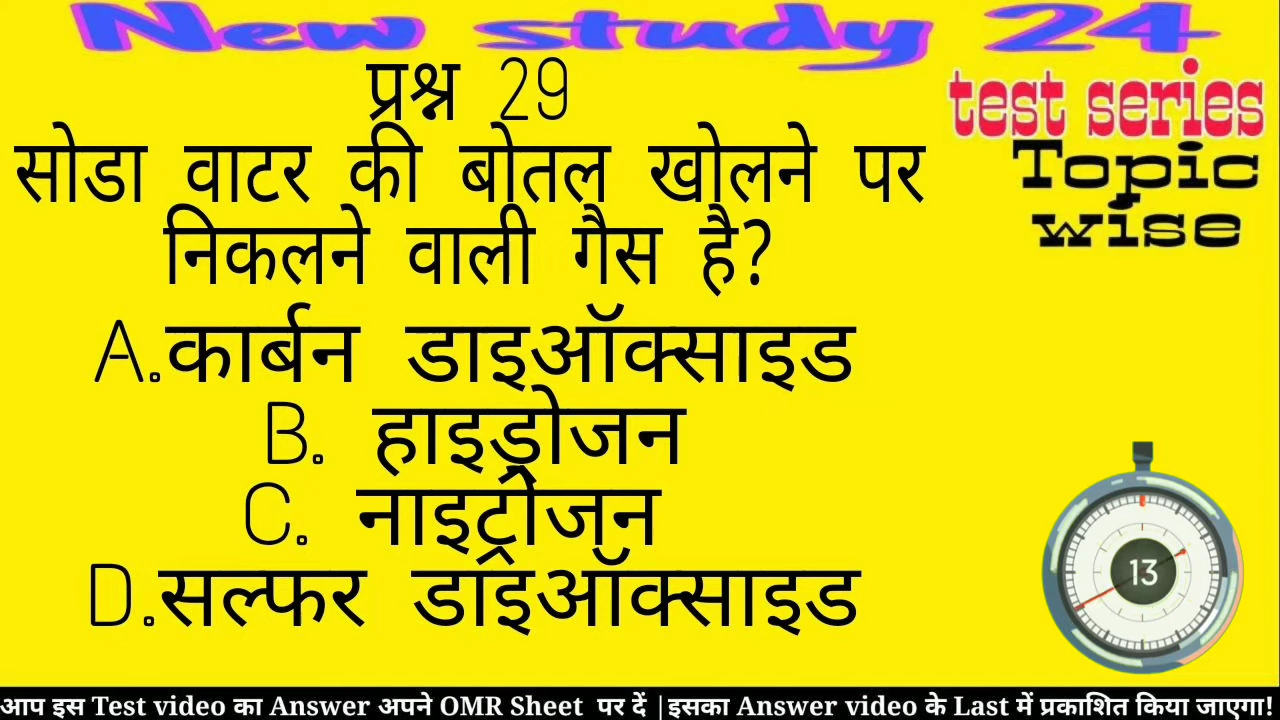 New study 24
test series
Topic
wise
प्रश्न 29
सोडा वाटर की बोतल खोलने पर
निकलने वाली गैस है?
A.कार्बन डाइऑक्साइड
B. हाइड्रोजन
C. नाइट्रोजन
D.सल्फर डाइऑक्साइड
13
आप इस Test video का Answer अपने OMR Sheet पर दें |इसका Answer video के Last में प्रकाशित किया जाएगा!